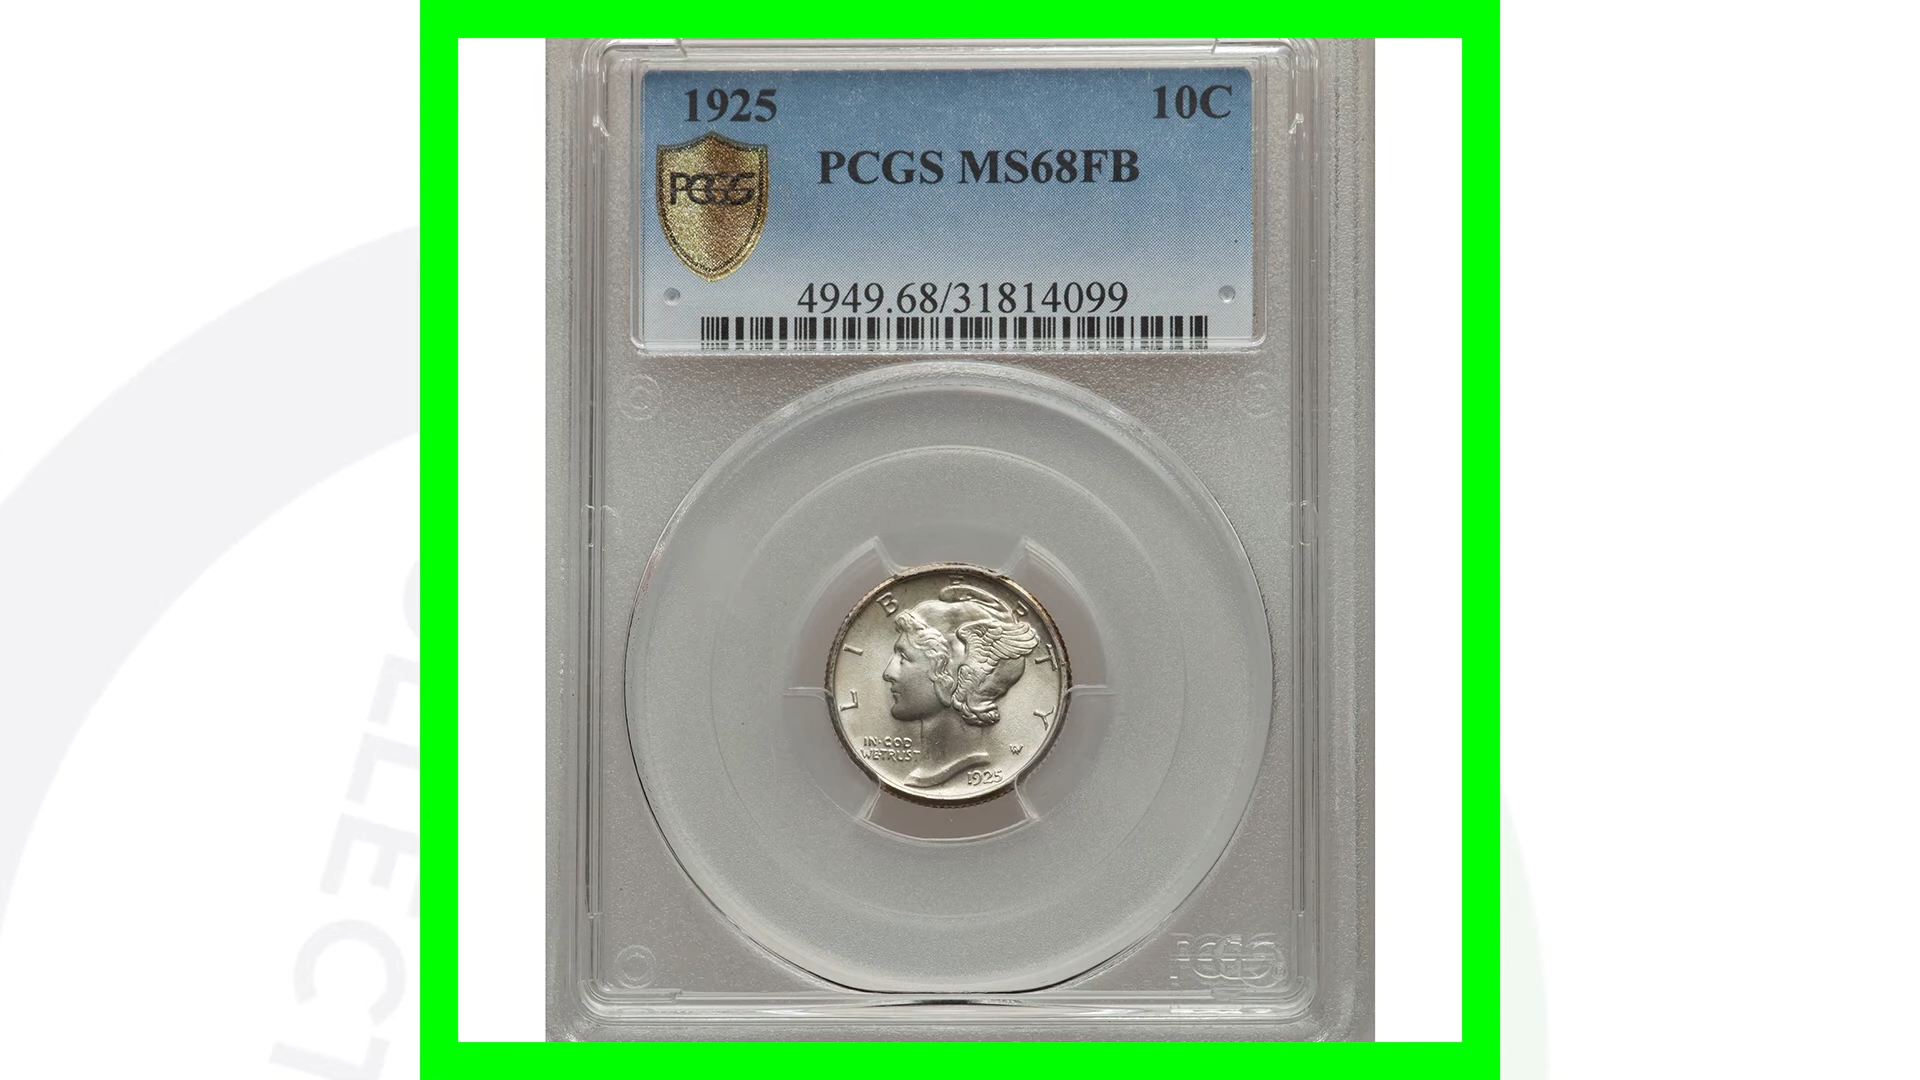 1925 10C
PCGS
PCGS MS68FB
4949.68/31814099
LIBERTY
IN·GOD
WE·TRUST
W
1925
PCGS